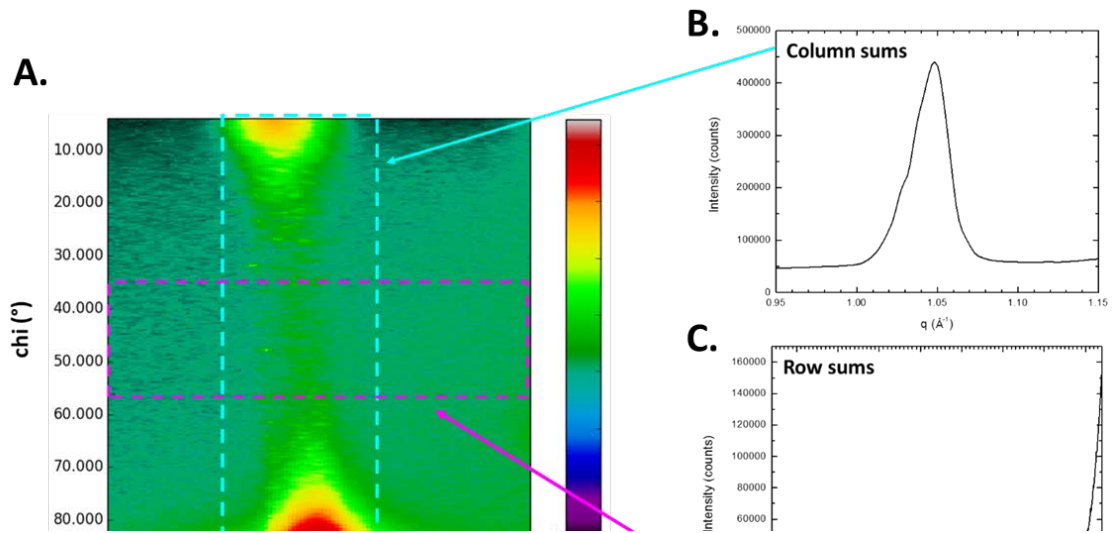 A.
10.000
20.000
30.000
40.000
50.000
60.000
70.000
80.000
chi (°)
B.
Column sums
500000
400000
300000
200000
100000
0
0.95
1.00
1.05
1.10
1.15
Intensity (counts)
q (Å⁻¹)
C.
Row sums
160000
140000
120000
100000
80000
60000
Intensity (counts)